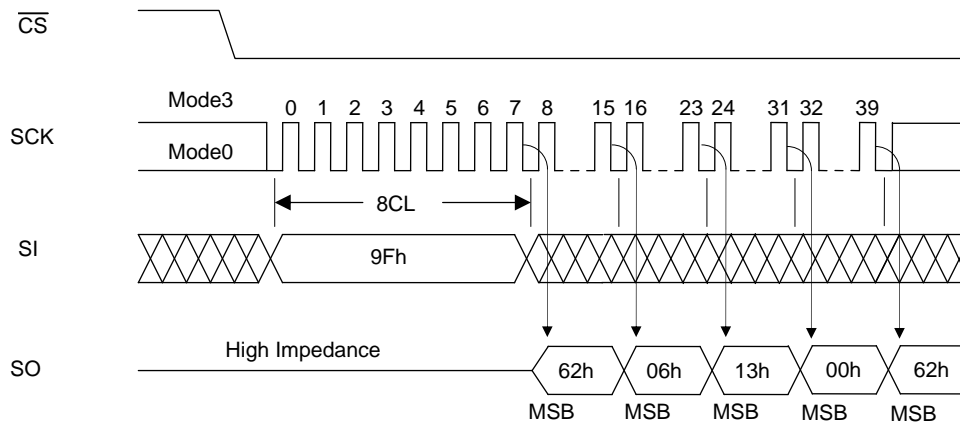 CS
Mode3
0 1 2 3 4 5 6 7 8 15 16 23 24 31 32 39
SCK
Mode0
8CL
SI
9Fh
High Impedance
SO
62h 06h 13h 00h 62h
MSB MSB MSB MSB MSB